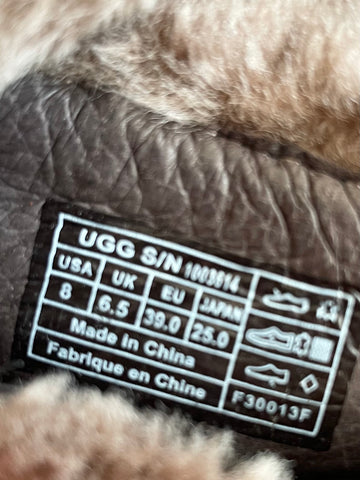 UGG S/N 1003914
USA UK EU JAPAN
8 6.5 39.0 25.0
Made in China
Fabrique en Chine
F30013F